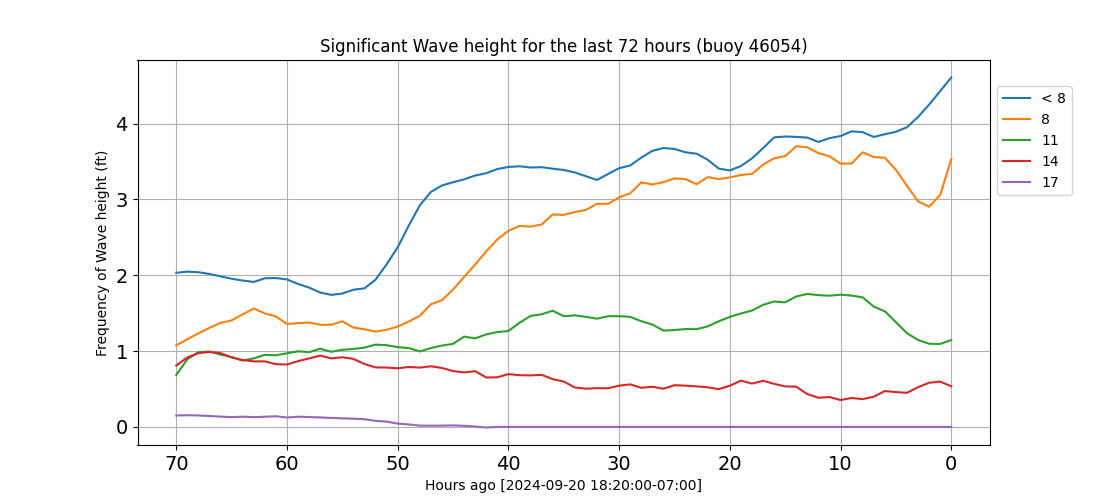 Significant Wave height for the last 72 hours (buoy 46054)
Frequency of Wave height (ft)
4
3
2
1
0
70 60 50 40 30 20 10 0
Hours ago [2024-09-20 18:20:00-07:00]
< 8
8
11
14
17